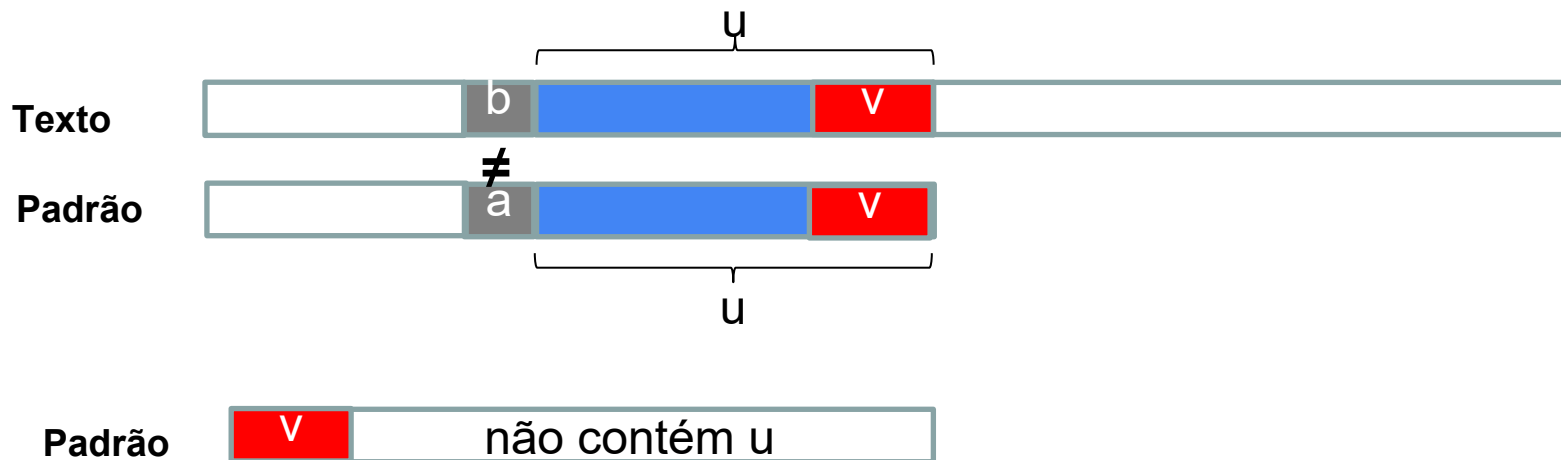 u
Texto b v
≠
Padrão a v
u
Padrão v não contém u